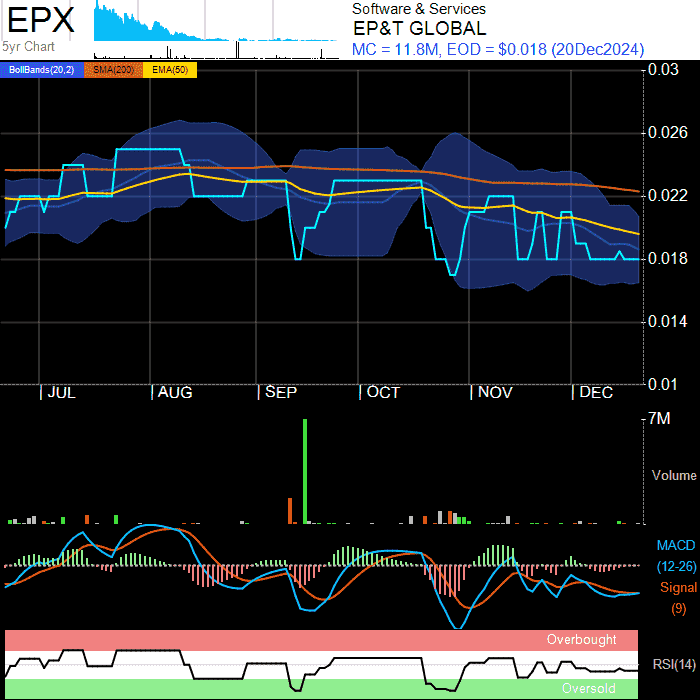 EPX
5yr Chart
Software & Services
EP&T GLOBAL
MC = 11.8M, EOD = $0.018 (20Dec2024)
BollBands(20,2) SMA(200) EMA(50)
0.03
0.026
0.022
0.018
0.014
0.01
JUL AUG SEP OCT NOV DEC
7M
Volume
MACD
(12-26)
Signal
(9)
Overbought
RSI(14)
Oversold